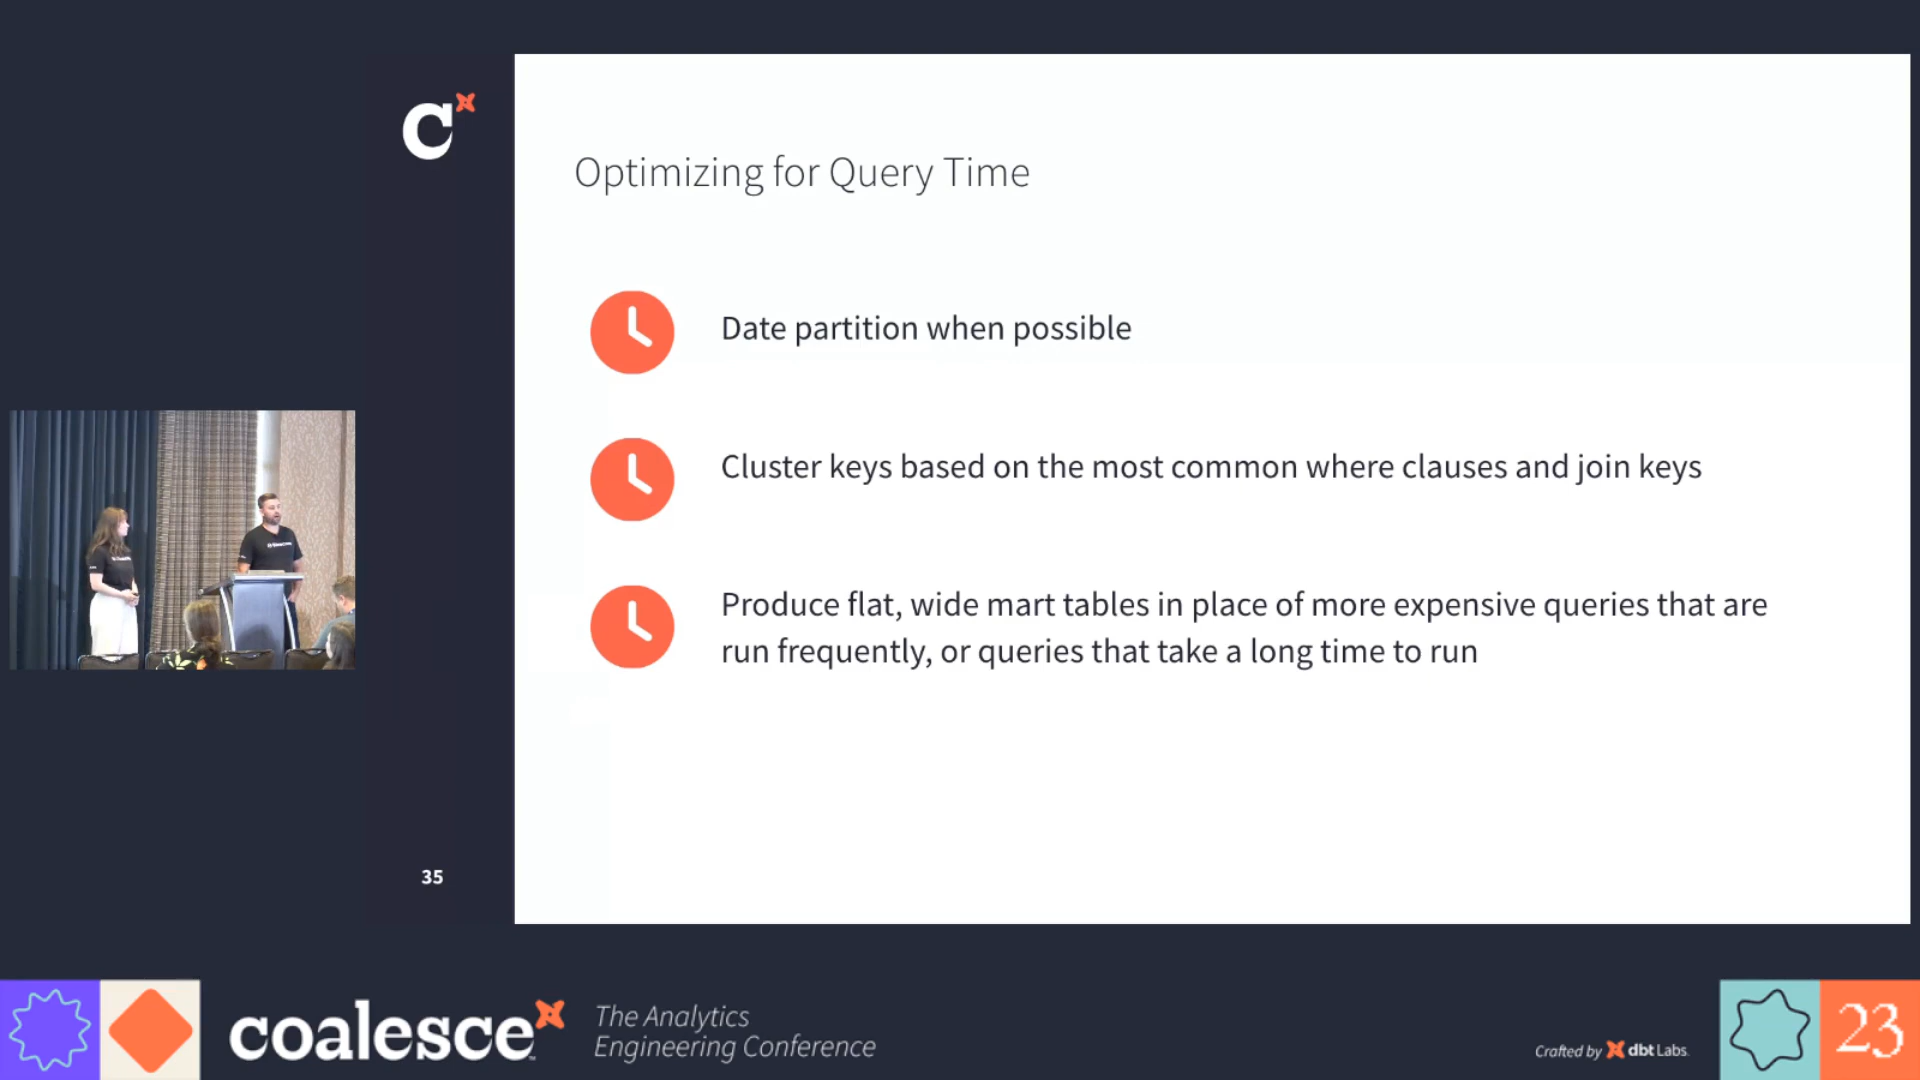 C
Optimizing for Query Time
Date partition when possible
Cluster keys based on the most common where clauses and join keys
Produce flat, wide mart tables in place of more expensive queries that are
run frequently, or queries that take a long time to run
35
coalesce
The Analytics
Engineering Conference
Crafted by dbt Labs
23